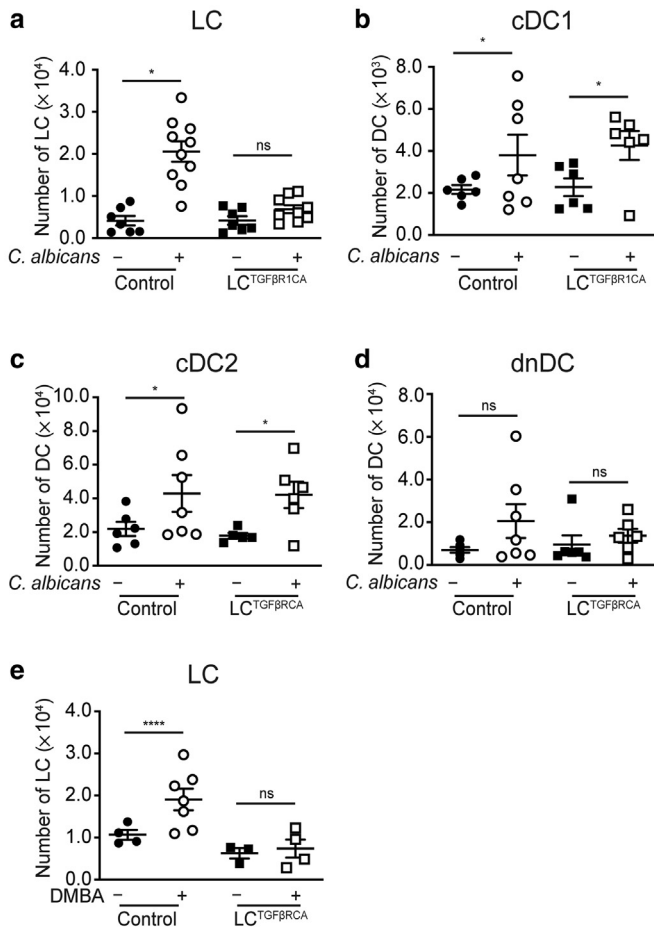 a LC
Number of LC (× 10⁴)
4.0
3.0
2.0
1.0
0.0
* ns
C. albicans – + – +
Control LCTGFβR1CA
b cDC1
Number of DC (× 10³)
8.0
6.0
4.0
2.0
0.0
* *
C. albicans – + – +
Control LCTGFβR1CA
c cDC2
Number of DC (× 10⁴)
10.0
8.0
6.0
4.0
2.0
0.0
* *
C. albicans – + – +
Control LCTGFβRCA
d dnDC
Number of DC (× 10⁴)
8.0
6.0
4.0
2.0
0.0
ns ns
C. albicans – + – +
Control LCTGFβRCA
e LC
Number of LC (× 10⁴)
4.0
3.0
2.0
1.0
0.0
**** ns
DMBA – + – +
Control LCTGFβRCA